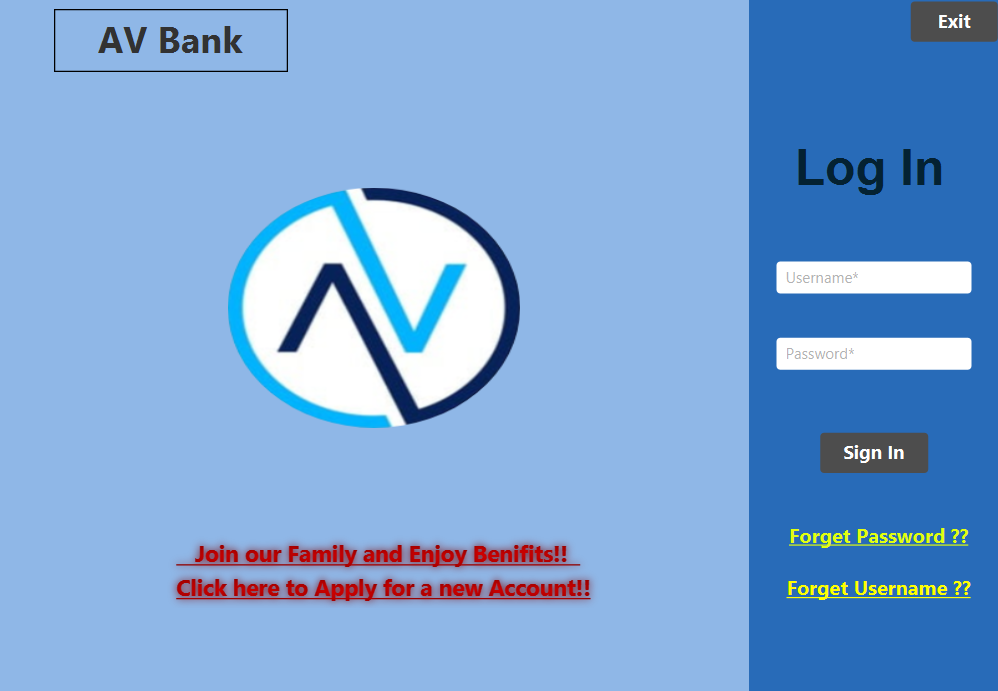 AV Bank
Exit
Log In
AV
Username*
Password*
Sign In
Join our Family and Enjoy Benifits!!
Click here to Apply for a new Account!!
Forget Password ??
Forget Username ??